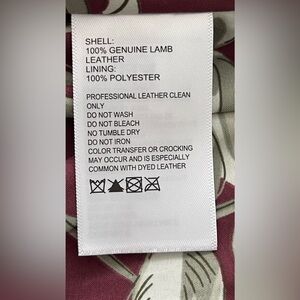 SHELL:
100% GENUINE LAMB
LEATHER
LINING:
100% POLYESTER
PROFESSIONAL LEATHER CLEAN
ONLY
DO NOT WASH
DO NOT BLEACH
NO TUMBLE DRY
DO NOT IRON
COLOR TRANSFER OR CROCKING
MAY OCCUR AND IS ESPECIALLY
COMMON WITH DYED LEATHER